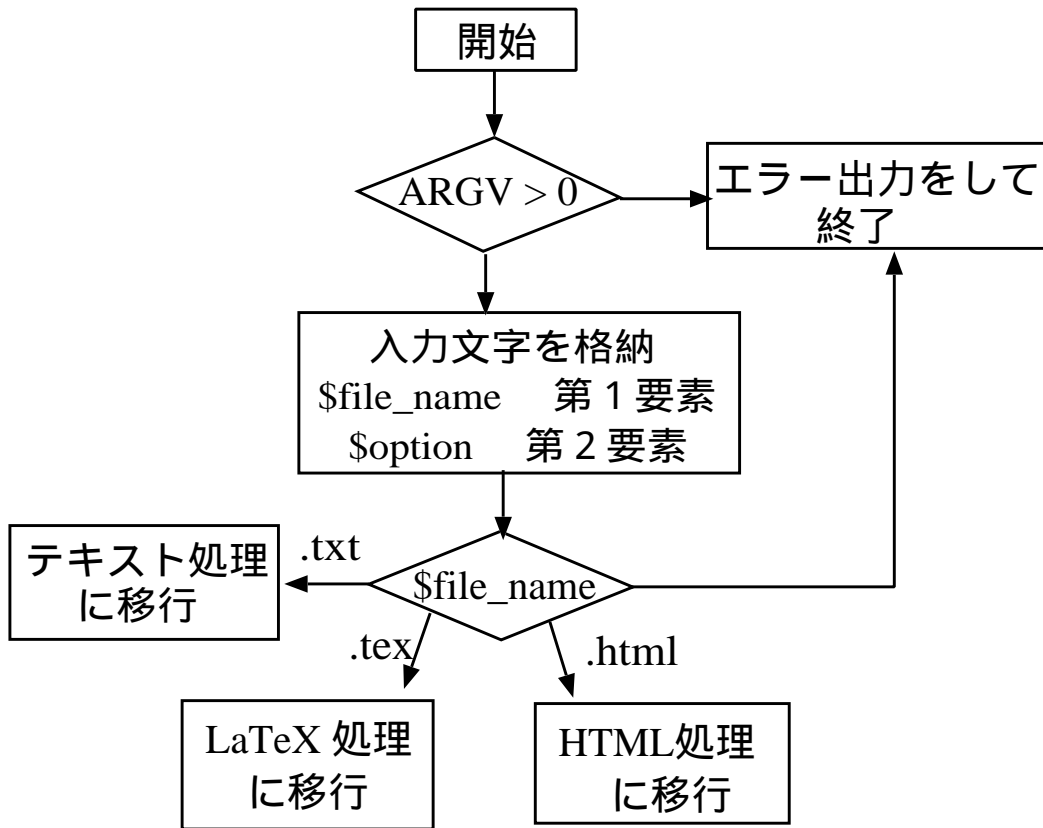 開始
ARGV > 0
エラー出力をして
終了
入力文字を格納
$file_name 第1要素
$option 第2要素
テキスト処理
に移行
.txt
$file_name
.tex
.html
LaTeX 処理
に移行
HTML処理
に移行